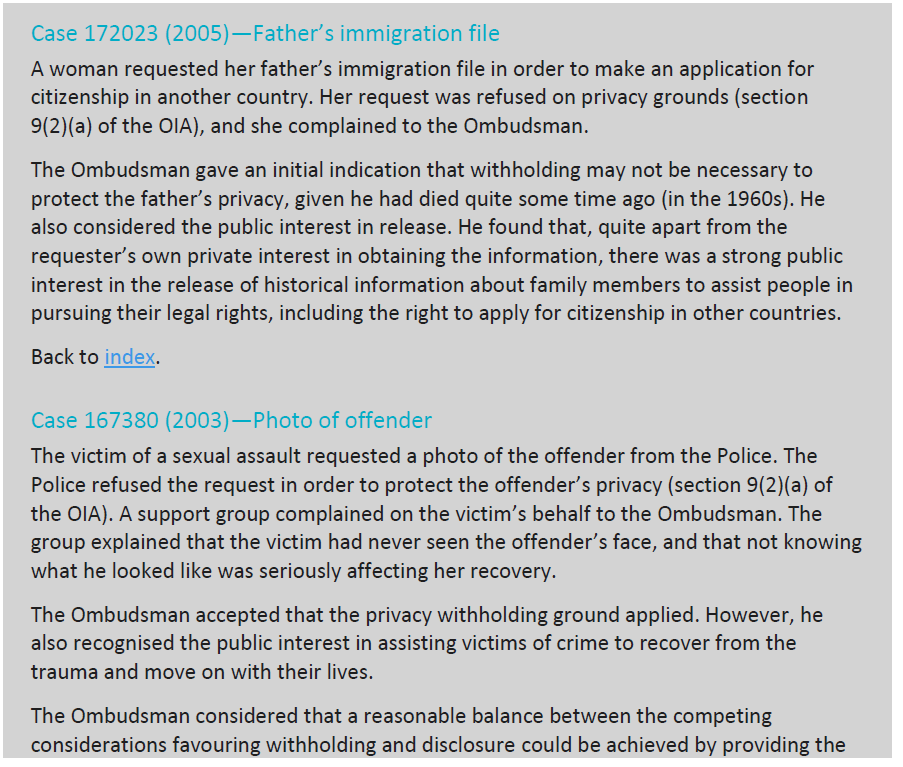 Case 172023 (2005)—Father’s immigration file
A woman requested her father’s immigration file in order to make an application for
citizenship in another country. Her request was refused on privacy grounds (section
9(2)(a) of the OIA), and she complained to the Ombudsman.
The Ombudsman gave an initial indication that withholding may not be necessary to
protect the father’s privacy, given he had died quite some time ago (in the 1960s). He
also considered the public interest in release. He found that, quite apart from the
requester’s own private interest in obtaining the information, there was a strong public
interest in the release of historical information about family members to assist people in
pursuing their legal rights, including the right to apply for citizenship in other countries.
Back to index.
Case 167380 (2003)—Photo of offender
The victim of a sexual assault requested a photo of the offender from the Police. The
Police refused the request in order to protect the offender’s privacy (section 9(2)(a) of
the OIA). A support group complained on the victim’s behalf to the Ombudsman. The
group explained that the victim had never seen the offender’s face, and that not knowing
what he looked like was seriously affecting her recovery.
The Ombudsman accepted that the privacy withholding ground applied. However, he
also recognised the public interest in assisting victims of crime to recover from the
trauma and move on with their lives.
The Ombudsman considered that a reasonable balance between the competing
considerations favouring withholding and disclosure could be achieved by providing the